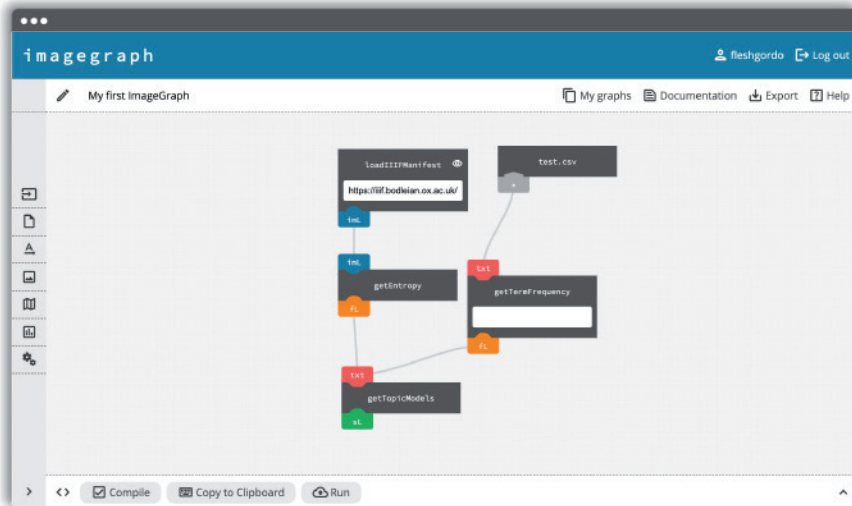 imagegraph
fleshgordo Log out
My first ImageGraph
My graphs Documentation Export Help
loadIIIFManifest
https://iiif.bodleian.ox.ac.uk/
imL
test.csv
imL
getEntropy
fL
txt
getTermFrequency
fL
txt
getTopicModels
sL
Compile Copy to Clipboard Run